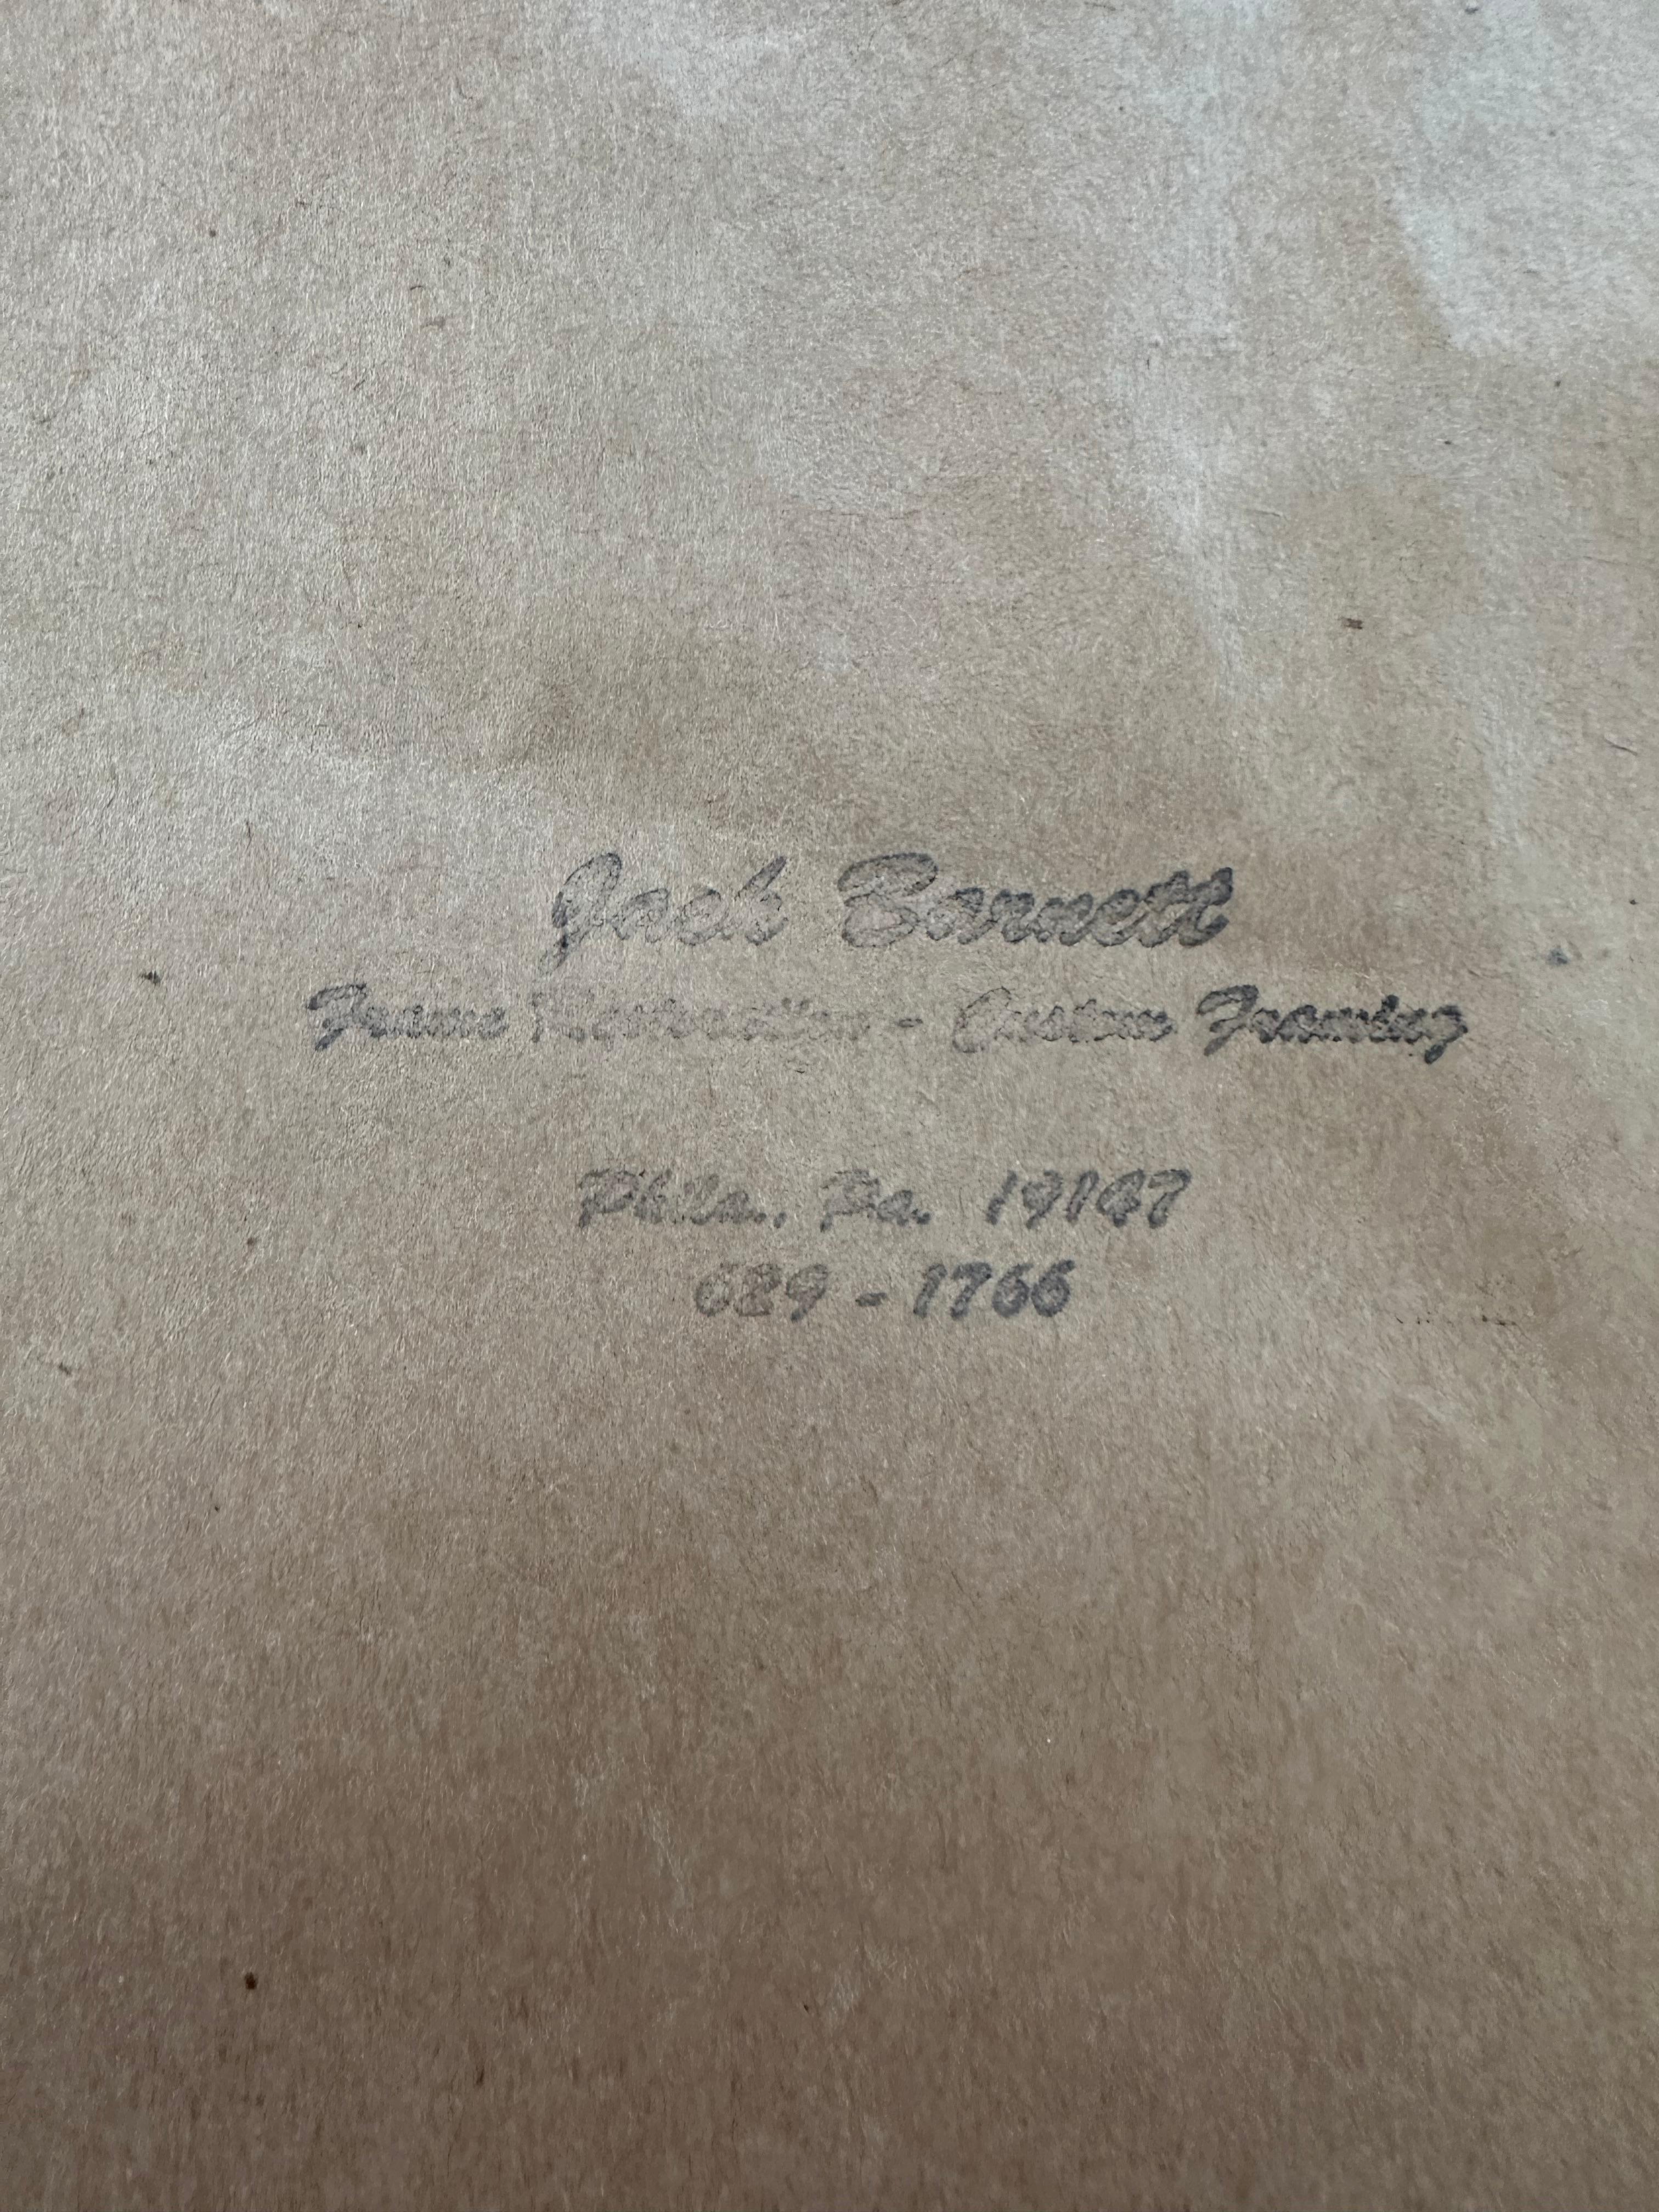 Jack Barnett
Frame Restoration - Custom Framing
Phila., Pa. 19147
629 - 1766